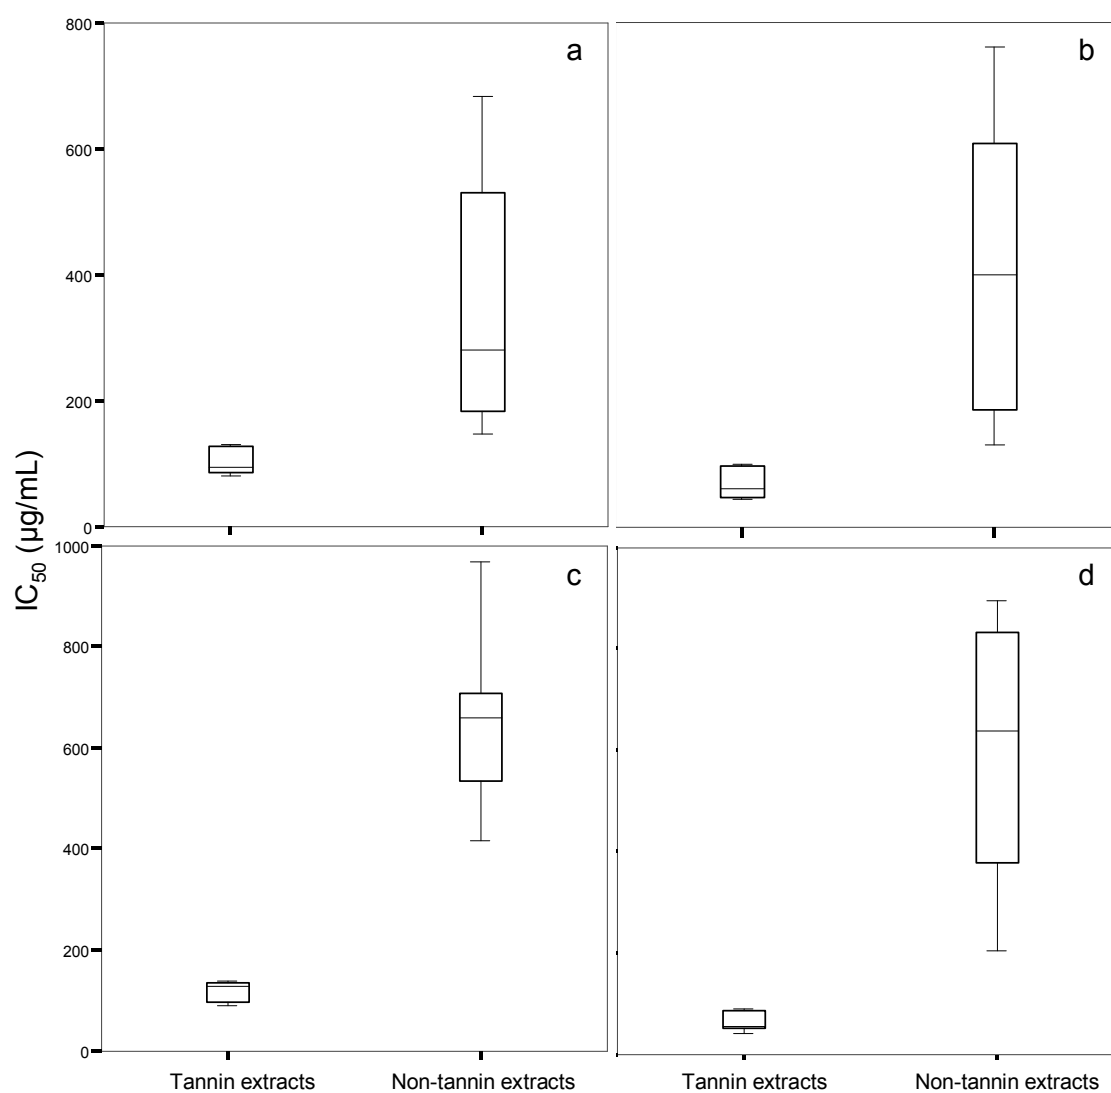 800
a
b
600
400
200
0
IC50 (µg/mL)
1000
c
d
800
600
400
200
0
Tannin extracts
Non-tannin extracts
Tannin extracts
Non-tannin extracts